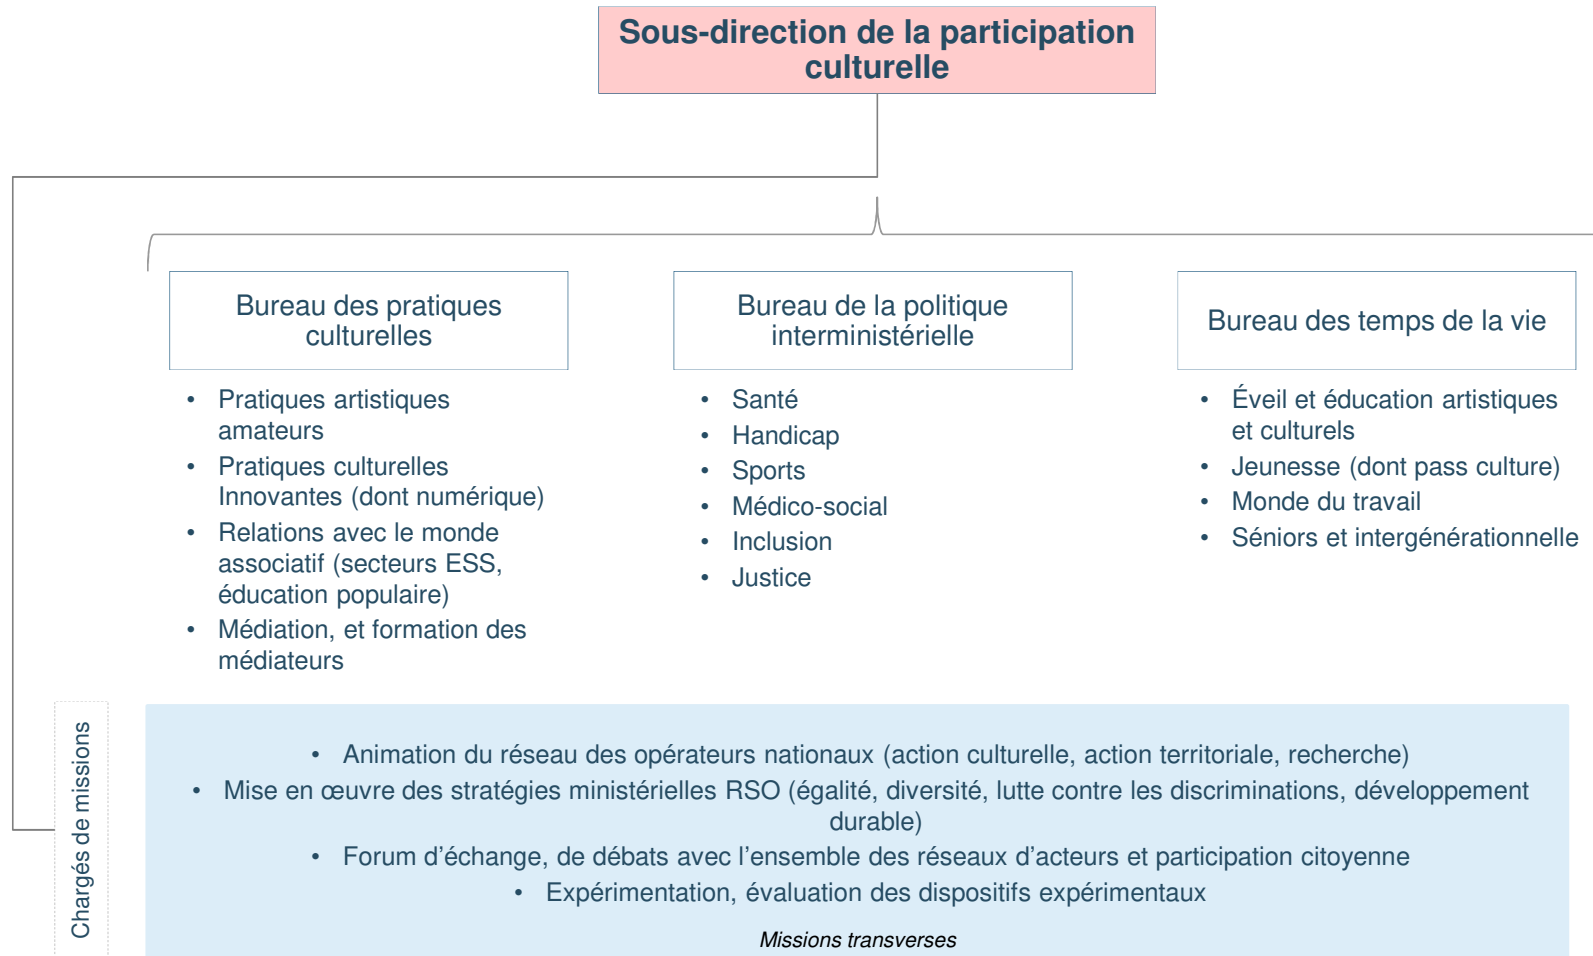 Sous-direction de la participation
culturelle
Bureau des pratiques
culturelles
• Pratiques artistiques
amateurs
• Pratiques culturelles
Innovantes (dont numérique)
• Relations avec le monde
associatif (secteurs ESS,
éducation populaire)
• Médiation, et formation des
médiateurs
Bureau de la politique
interministérielle
• Santé
• Handicap
• Sports
• Médico-social
• Inclusion
• Justice
Bureau des temps de la vie
• Éveil et éducation artistiques
et culturels
• Jeunesse (dont pass culture)
• Monde du travail
• Séniors et intergénérationnelle
Chargés de missions
• Animation du réseau des opérateurs nationaux (action culturelle, action territoriale, recherche)
• Mise en œuvre des stratégies ministérielles RSO (égalité, diversité, lutte contre les discriminations, développement
durable)
• Forum d’échange, de débats avec l’ensemble des réseaux d’acteurs et participation citoyenne
• Expérimentation, évaluation des dispositifs expérimentaux
Missions transverses